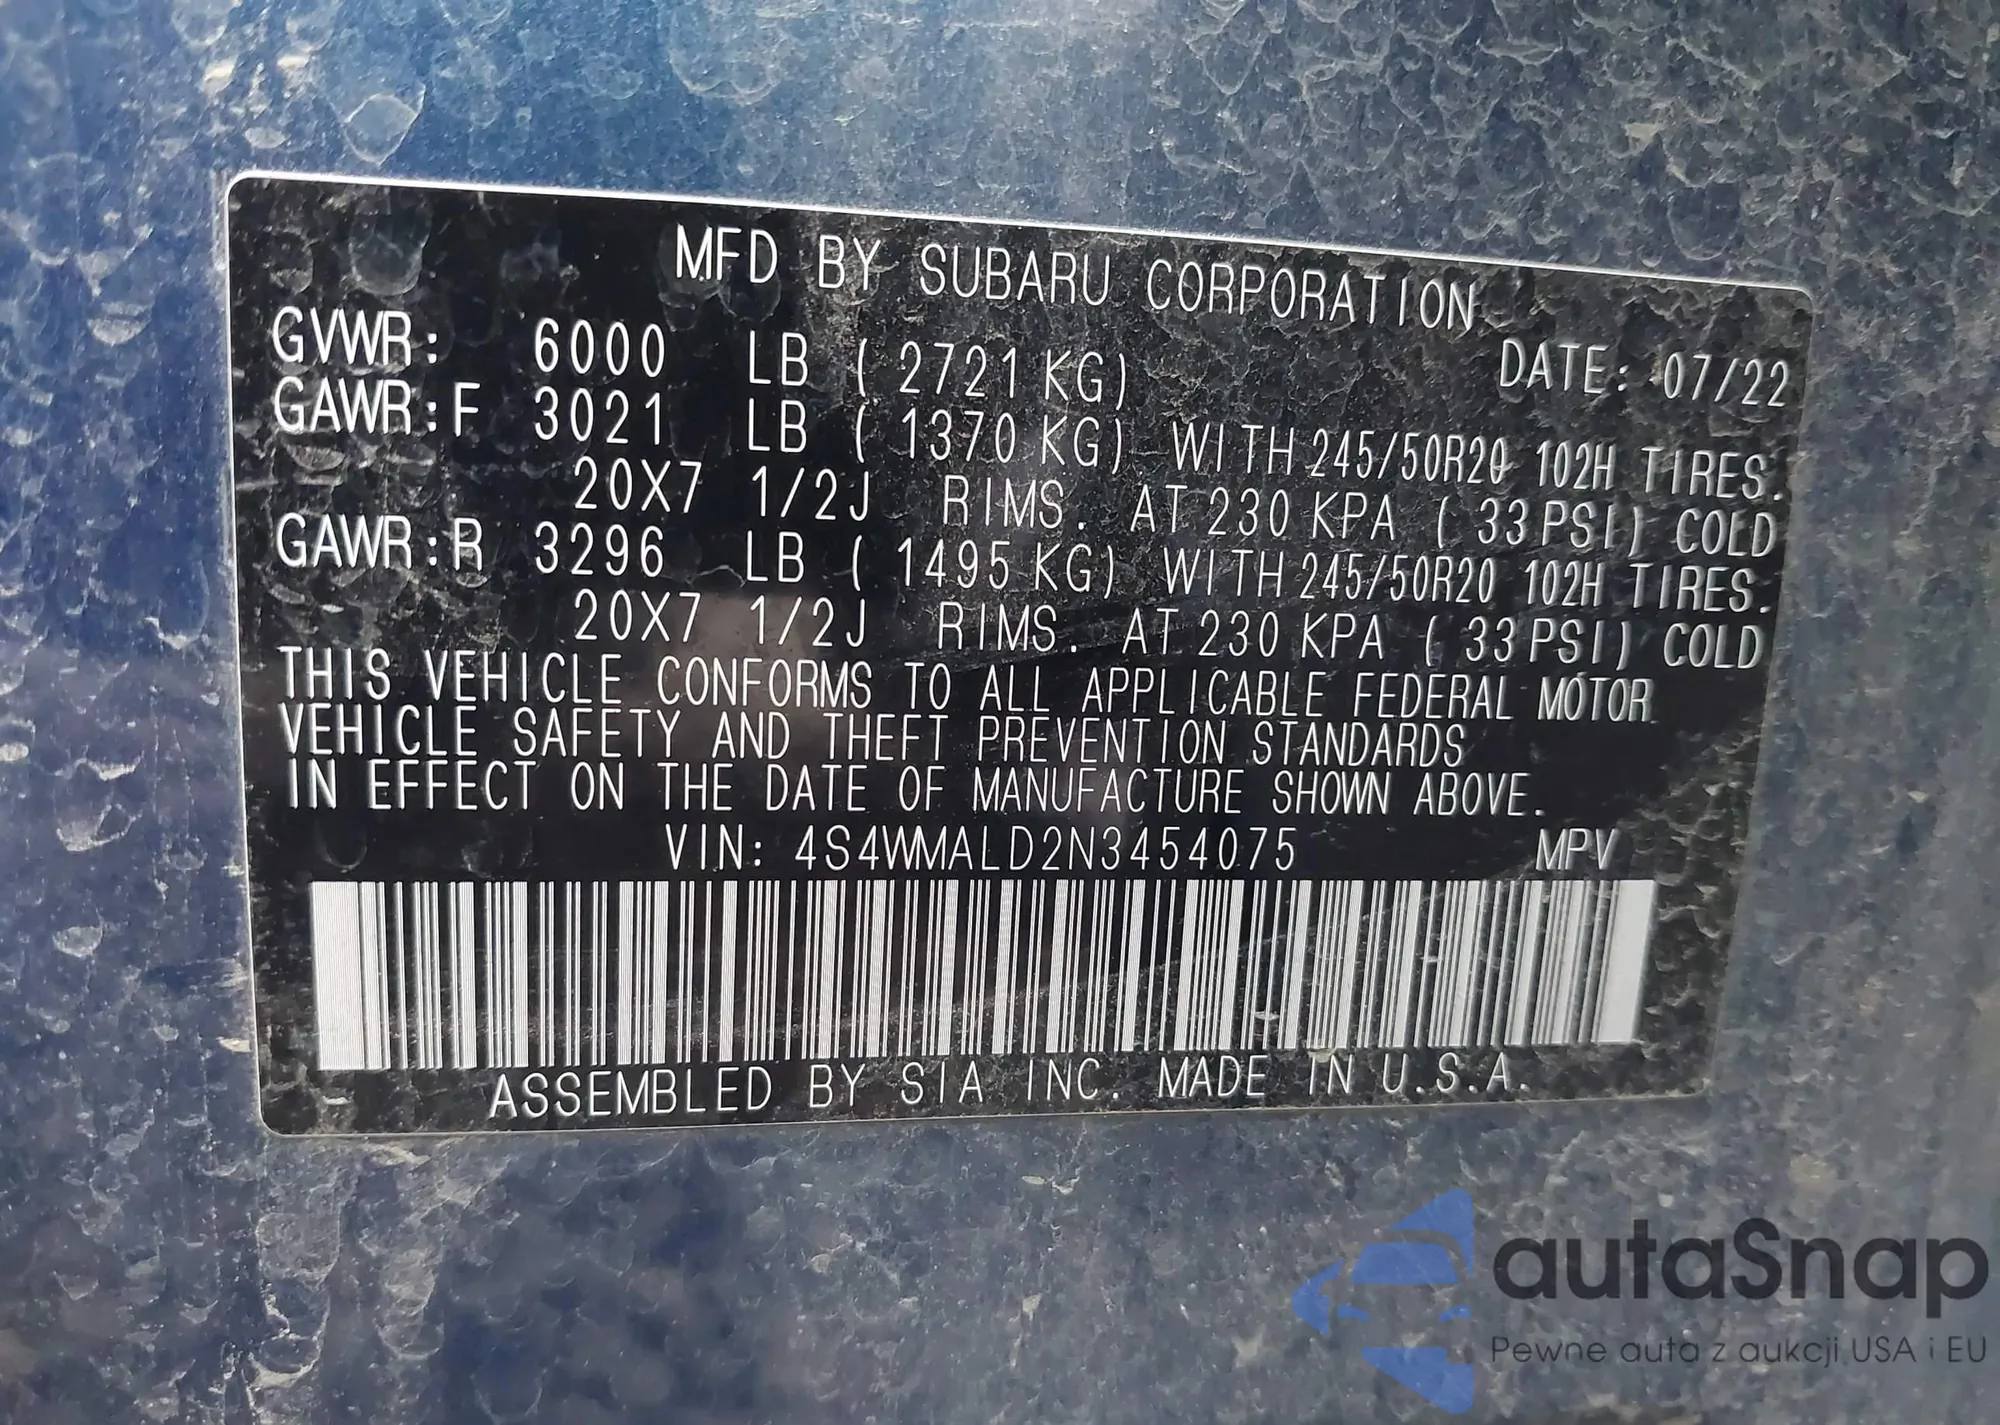 MFD BY SUBARU CORPORATION
GVWR: 6000 LB ( 2721 KG) DATE: 07/22
GAWR:F 3021 LB ( 1370 KG) WITH 245/50R20 102H TIRES.
20X7 1/2J RIMS. AT 230 KPA ( 33 PSI) COLD
GAWR:R 3296 LB ( 1495 KG) WITH 245/50R20 102H TIRES.
20X7 1/2J RIMS. AT 230 KPA ( 33 PSI) COLD
THIS VEHICLE CONFORMS TO ALL APPLICABLE FEDERAL MOTOR
VEHICLE SAFETY AND THEFT PREVENTION STANDARDS
IN EFFECT ON THE DATE OF MANUFACTURE SHOWN ABOVE.
VIN: 4S4WMALD2N3454075 MPV
ASSEMBLED BY SIA INC. MADE IN U.S.A.
autaSnap
Pewne auta z aukcji USA i EU